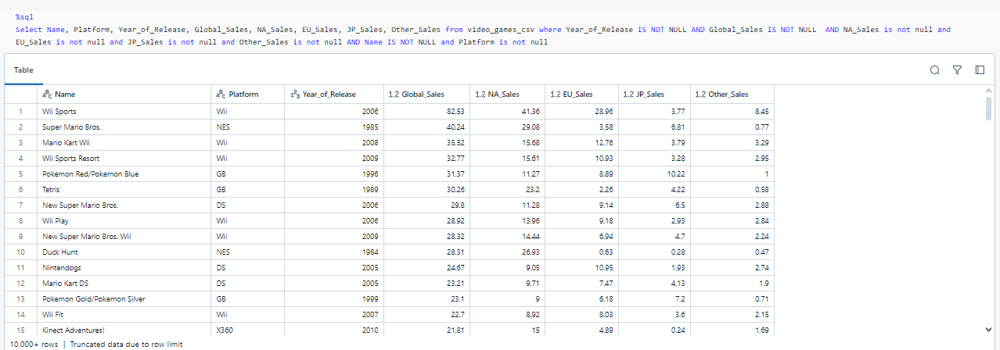 %sql
Select Name, Platform, Year_of_Release, Global_Sales, NA_Sales, EU_Sales, JP_Sales, Other_Sales from video_games_csv where Year_of_Release IS NOT NULL AND Global_Sales IS NOT NULL  AND NA_Sales is not null and
EU_Sales is not null and JP_Sales is not null and Other_Sales is not null AND Name IS NOT NULL and Platform is not null
Table
ABC Name ABC Platform 123 Year_of_Release 1.2 Global_Sales 1.2 NA_Sales 1.2 EU_Sales 1.2 JP_Sales 1.2 Other_Sales
1 Wii Sports Wii 2006 82.53 41.36 28.96 3.77 8.45
2 Super Mario Bros. NES 1985 40.24 29.08 3.58 6.81 0.77
3 Mario Kart Wii Wii 2008 35.52 15.68 12.76 3.79 3.29
4 Wii Sports Resort Wii 2009 32.77 15.61 10.93 3.28 2.95
5 Pokemon Red/Pokemon Blue GB 1996 31.37 11.27 8.89 10.22 1
6 Tetris GB 1989 30.26 23.2 2.26 4.22 0.58
7 New Super Mario Bros. DS 2006 29.8 11.28 9.14 6.5 2.88
8 Wii Play Wii 2006 28.92 13.96 9.18 2.93 2.84
9 New Super Mario Bros. Wii Wii 2009 28.32 14.44 6.94 4.7 2.24
10 Duck Hunt NES 1984 28.31 26.93 0.63 0.28 0.47
11 Nintendogs DS 2005 24.67 9.05 10.95 1.93 2.74
12 Mario Kart DS DS 2005 23.21 9.71 7.47 4.13 1.9
13 Pokemon Gold/Pokemon Silver GB 1999 23.1 9 6.18 7.2 0.71
14 Wii Fit Wii 2007 22.7 8.92 8.03 3.6 2.15
15 Kinect Adventures! X360 2010 21.81 15 4.89 0.24 1.69
10,000+ rows | Truncated data due to row limit